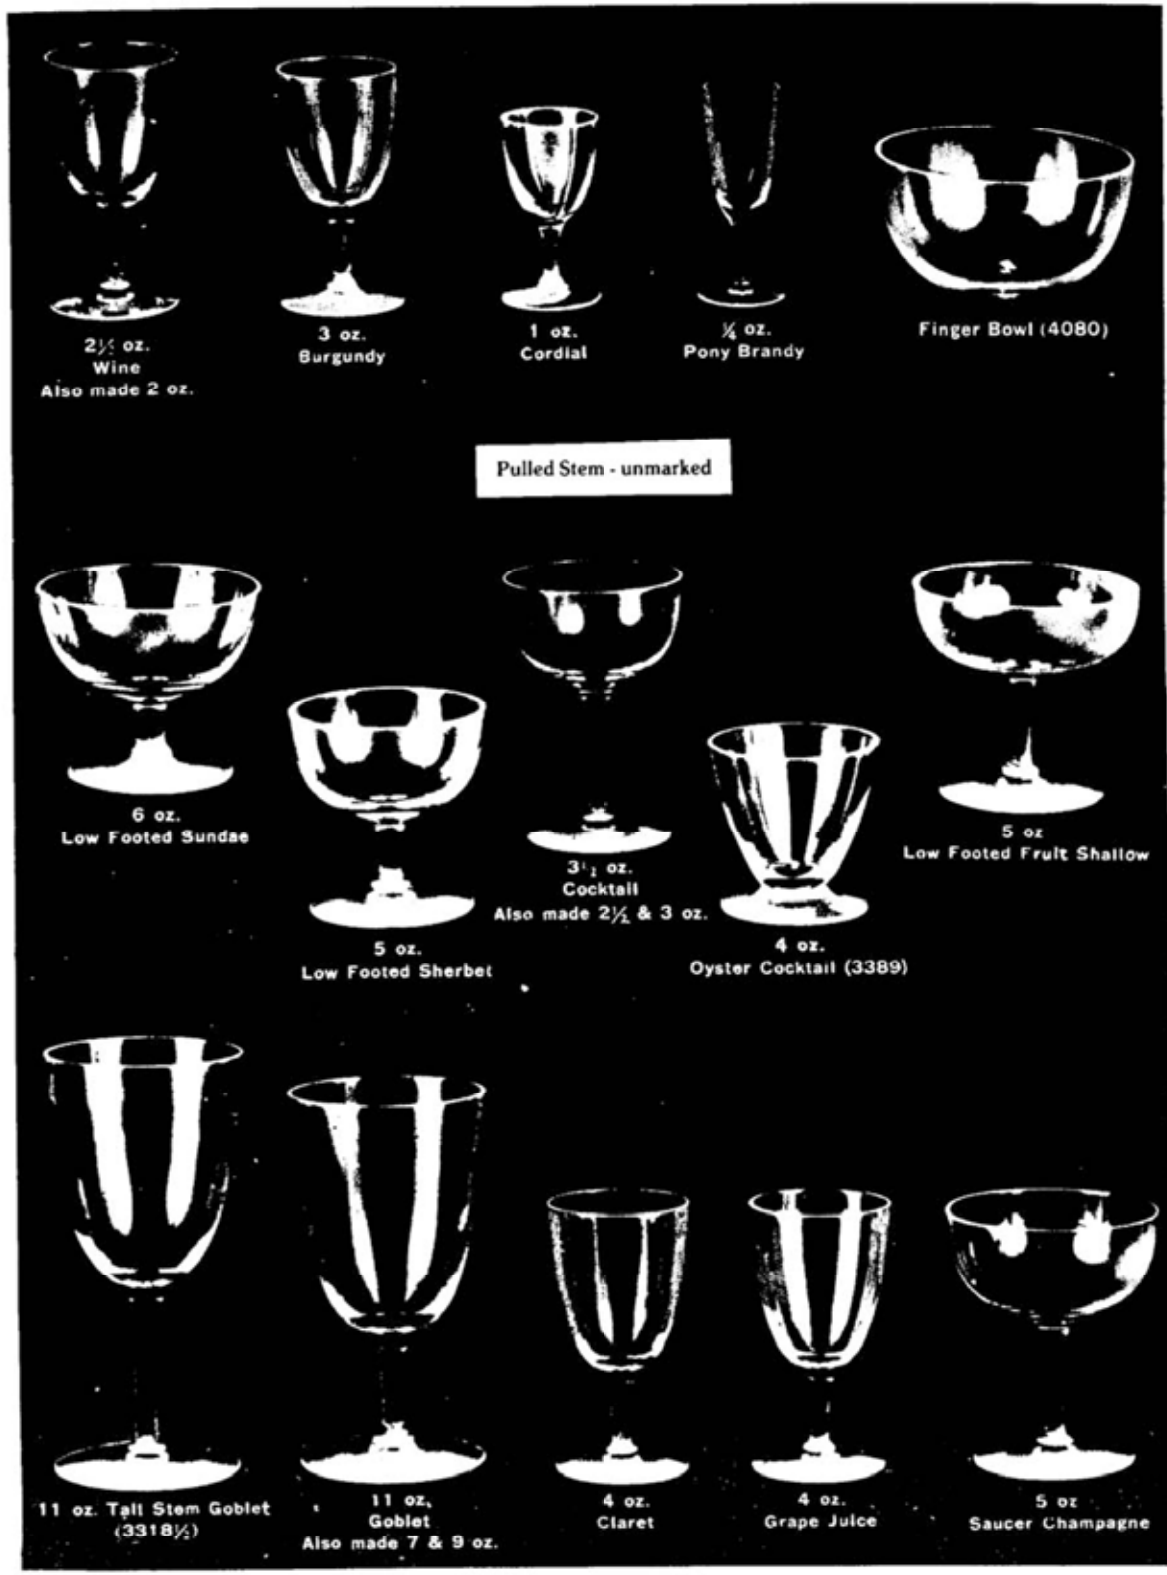 2½ oz.
Wine
Also made 2 oz.
3 oz.
Burgundy
1 oz.
Cordial
¼ oz.
Pony Brandy
Finger Bowl (4080)
Pulled Stem - unmarked
6 oz.
Low Footed Sundae
5 oz.
Low Footed Sherbet
3½ oz.
Cocktail
Also made 2½ & 3 oz.
4 oz.
Oyster Cocktail (3389)
5 oz
Low Footed Fruit Shallow
11 oz. Tall Stem Goblet
(3318½)
11 oz.
Goblet
Also made 7 & 9 oz.
4 oz.
Claret
4 oz.
Grape Juice
5 oz
Saucer Champagne